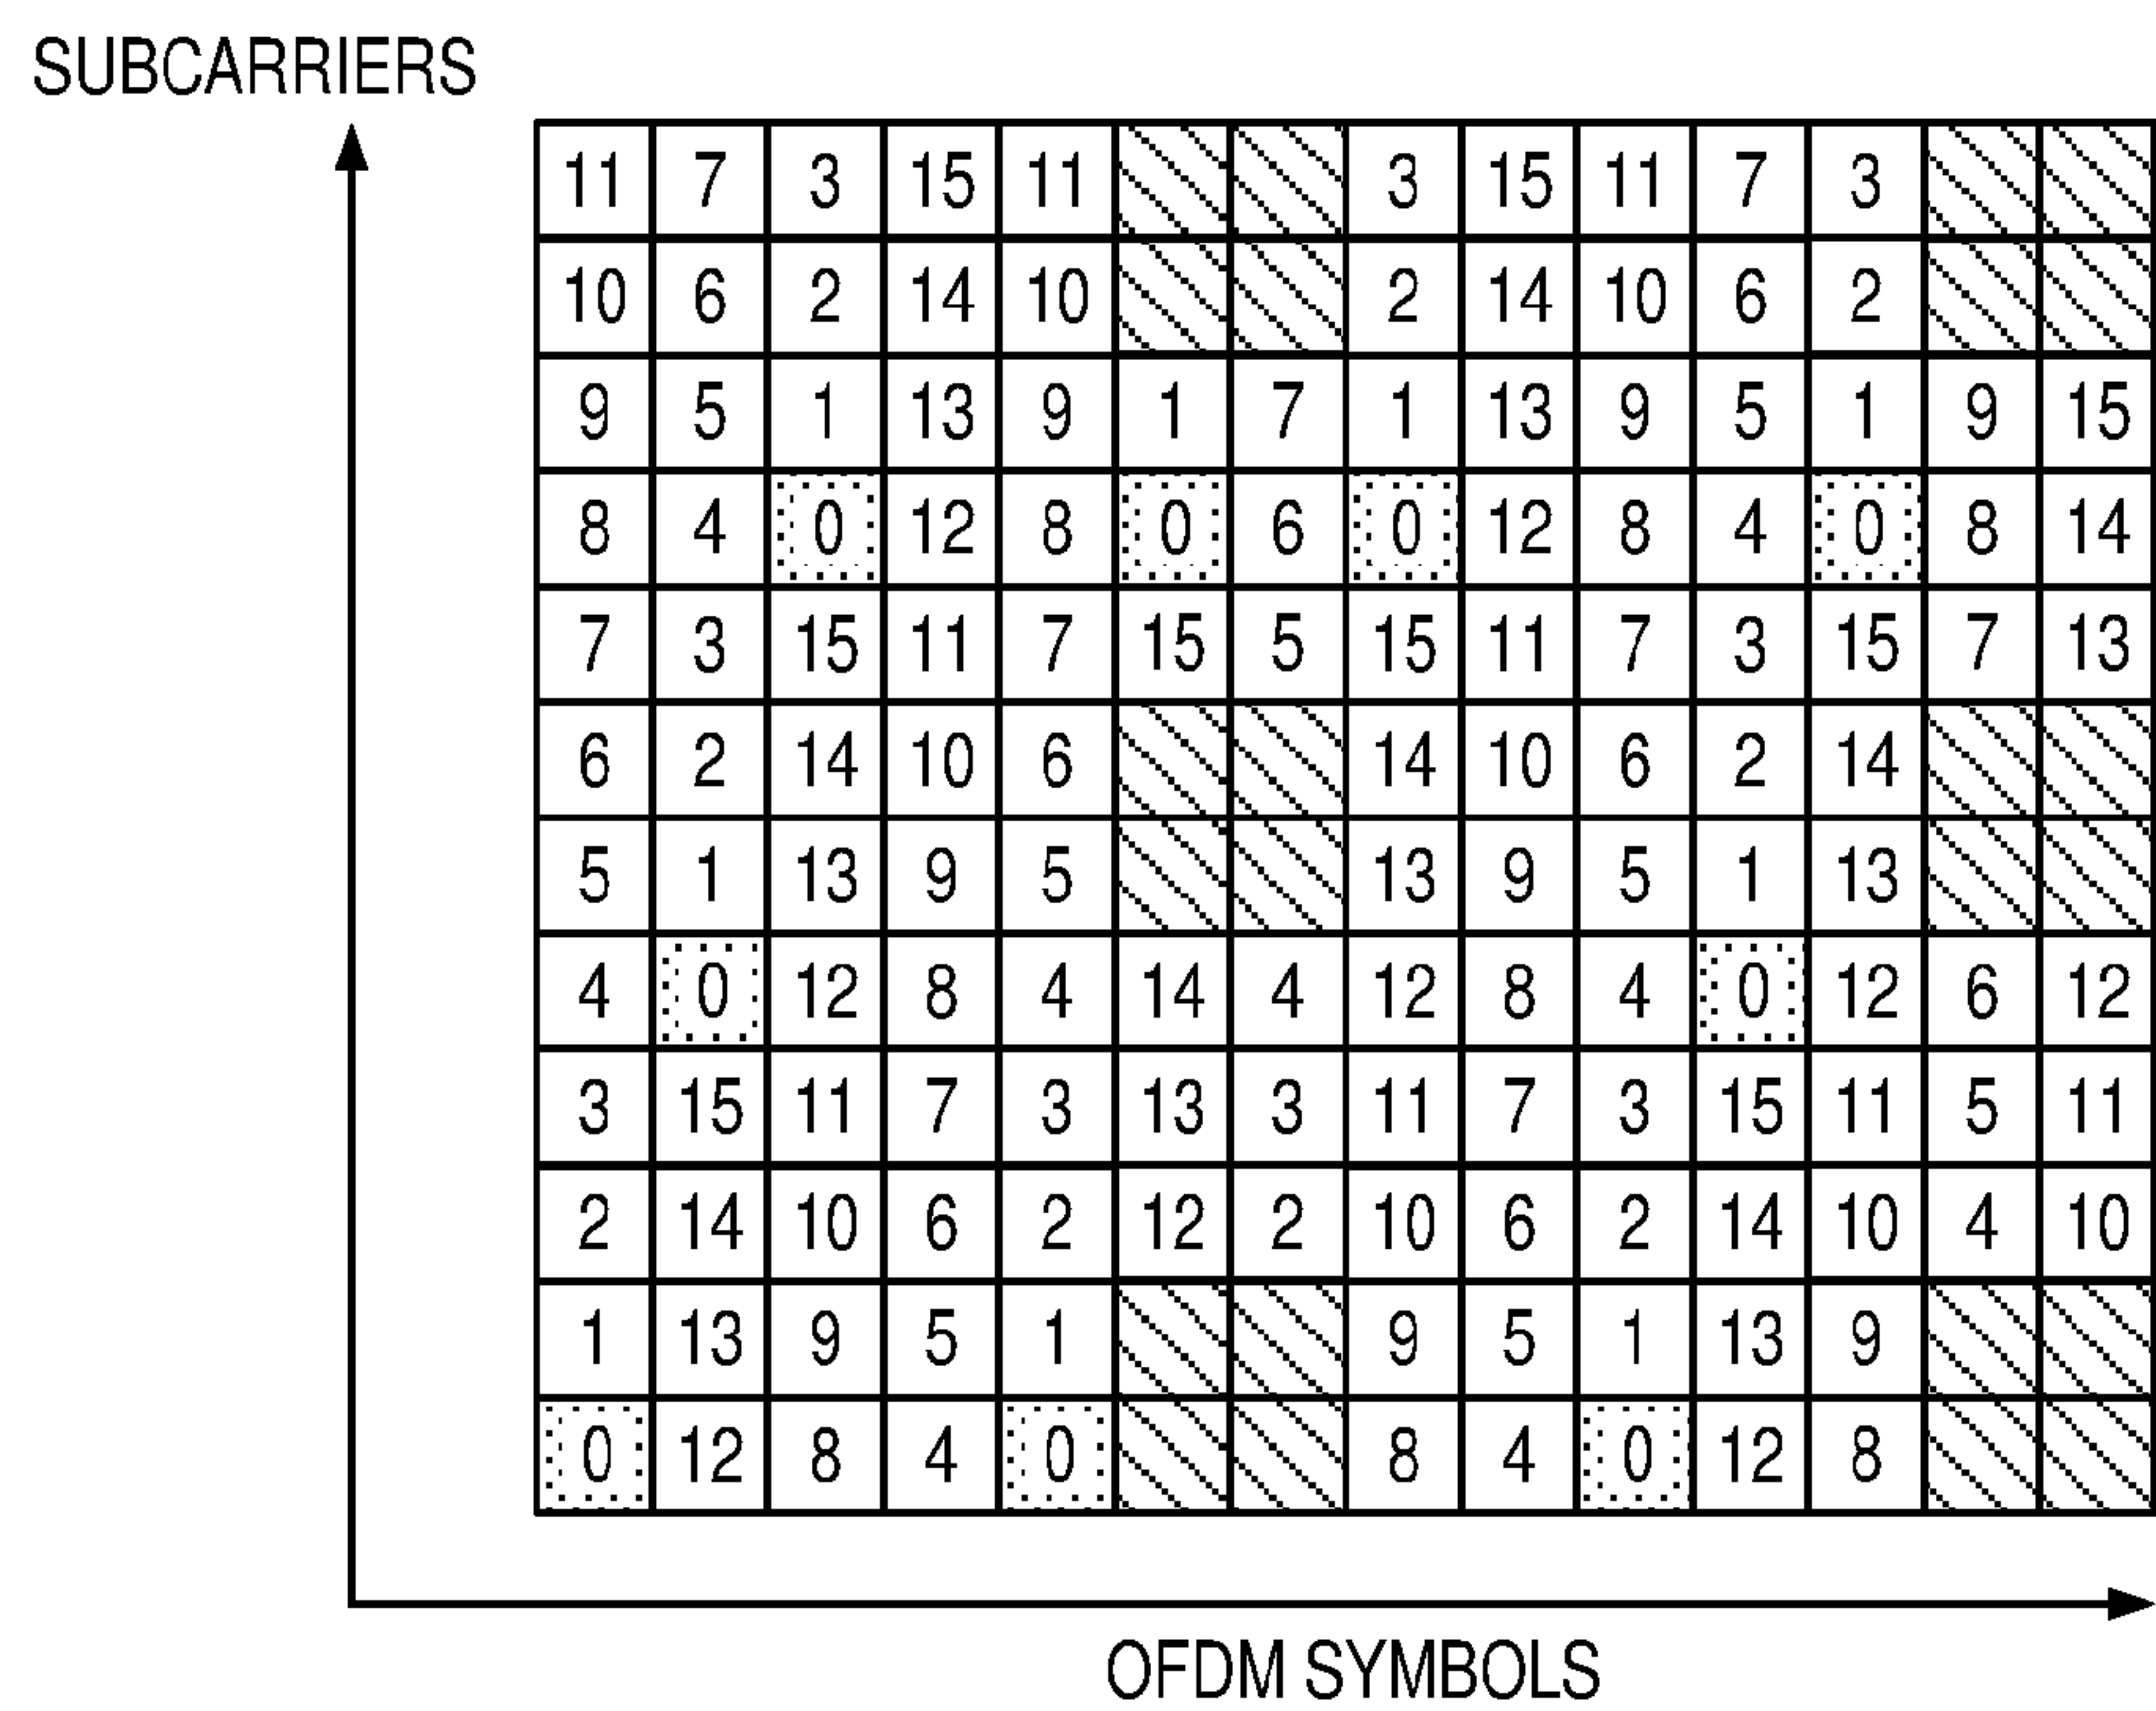 SUBCARRIERS
11 7 3 15 11 3 15 11 7 3
10 6 2 14 10 2 14 10 6 2
9 5 1 13 9 1 7 1 13 9 5 1 9 15
8 4 0 12 8 0 6 0 12 8 4 0 8 14
7 3 15 11 7 15 5 15 11 7 3 15 7 13
6 2 14 10 6 14 10 6 2 14
5 1 13 9 5 13 9 5 1 13
4 0 12 8 4 14 4 12 8 4 0 12 6 12
3 15 11 7 3 13 3 11 7 3 15 11 5 11
2 14 10 6 2 12 2 10 6 2 14 10 4 10
1 13 9 5 1 9 5 1 13 9
0 12 8 4 0 8 4 0 12 8
OFDM SYMBOLS